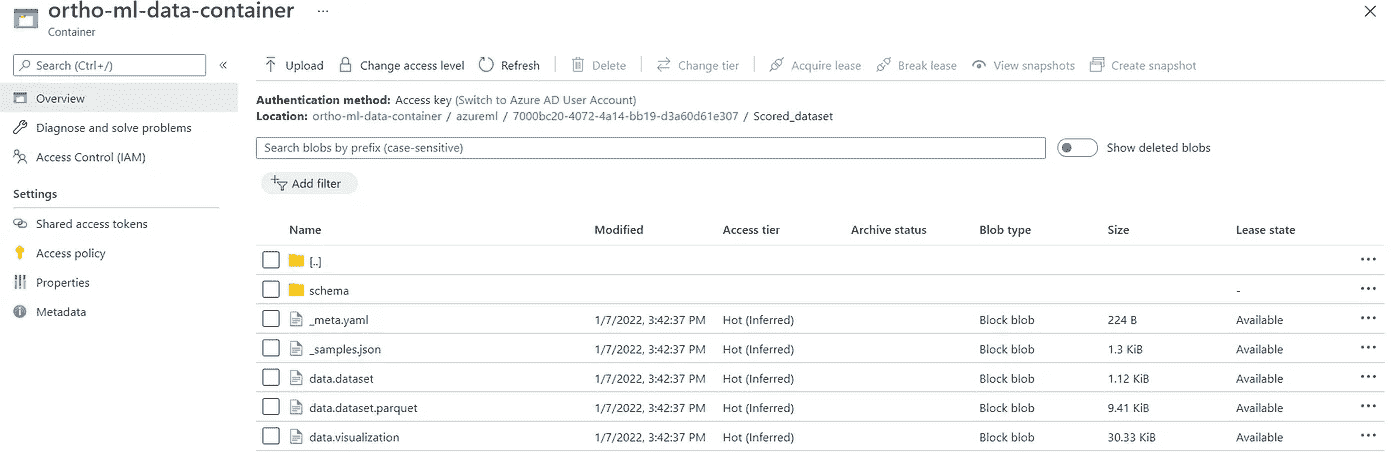 ortho-ml-data-container ...
Container
Search (Ctrl+/) «
Overview
Diagnose and solve problems
Access Control (IAM)
Settings
Shared access tokens
Access policy
Properties
Metadata
Upload Change access level Refresh Delete Change tier Acquire lease Break lease View snapshots Create snapshot
Authentication method: Access key (Switch to Azure AD User Account)
Location: ortho-ml-data-container / azureml / 7000bc20-4072-4a14-bb19-d3a60d61e307 / Scored_dataset
Search blobs by prefix (case-sensitive) Show deleted blobs
Add filter
Name Modified Access tier Archive status Blob type Size Lease state
[..] ...
schema - ...
_meta.yaml 1/7/2022, 3:42:37 PM Hot (Inferred) Block blob 224 B Available ...
_samples.json 1/7/2022, 3:42:37 PM Hot (Inferred) Block blob 1.3 KiB Available ...
data.dataset 1/7/2022, 3:42:37 PM Hot (Inferred) Block blob 1.12 KiB Available ...
data.dataset.parquet 1/7/2022, 3:42:37 PM Hot (Inferred) Block blob 9.41 KiB Available ...
data.visualization 1/7/2022, 3:42:37 PM Hot (Inferred) Block blob 30.33 KiB Available ...